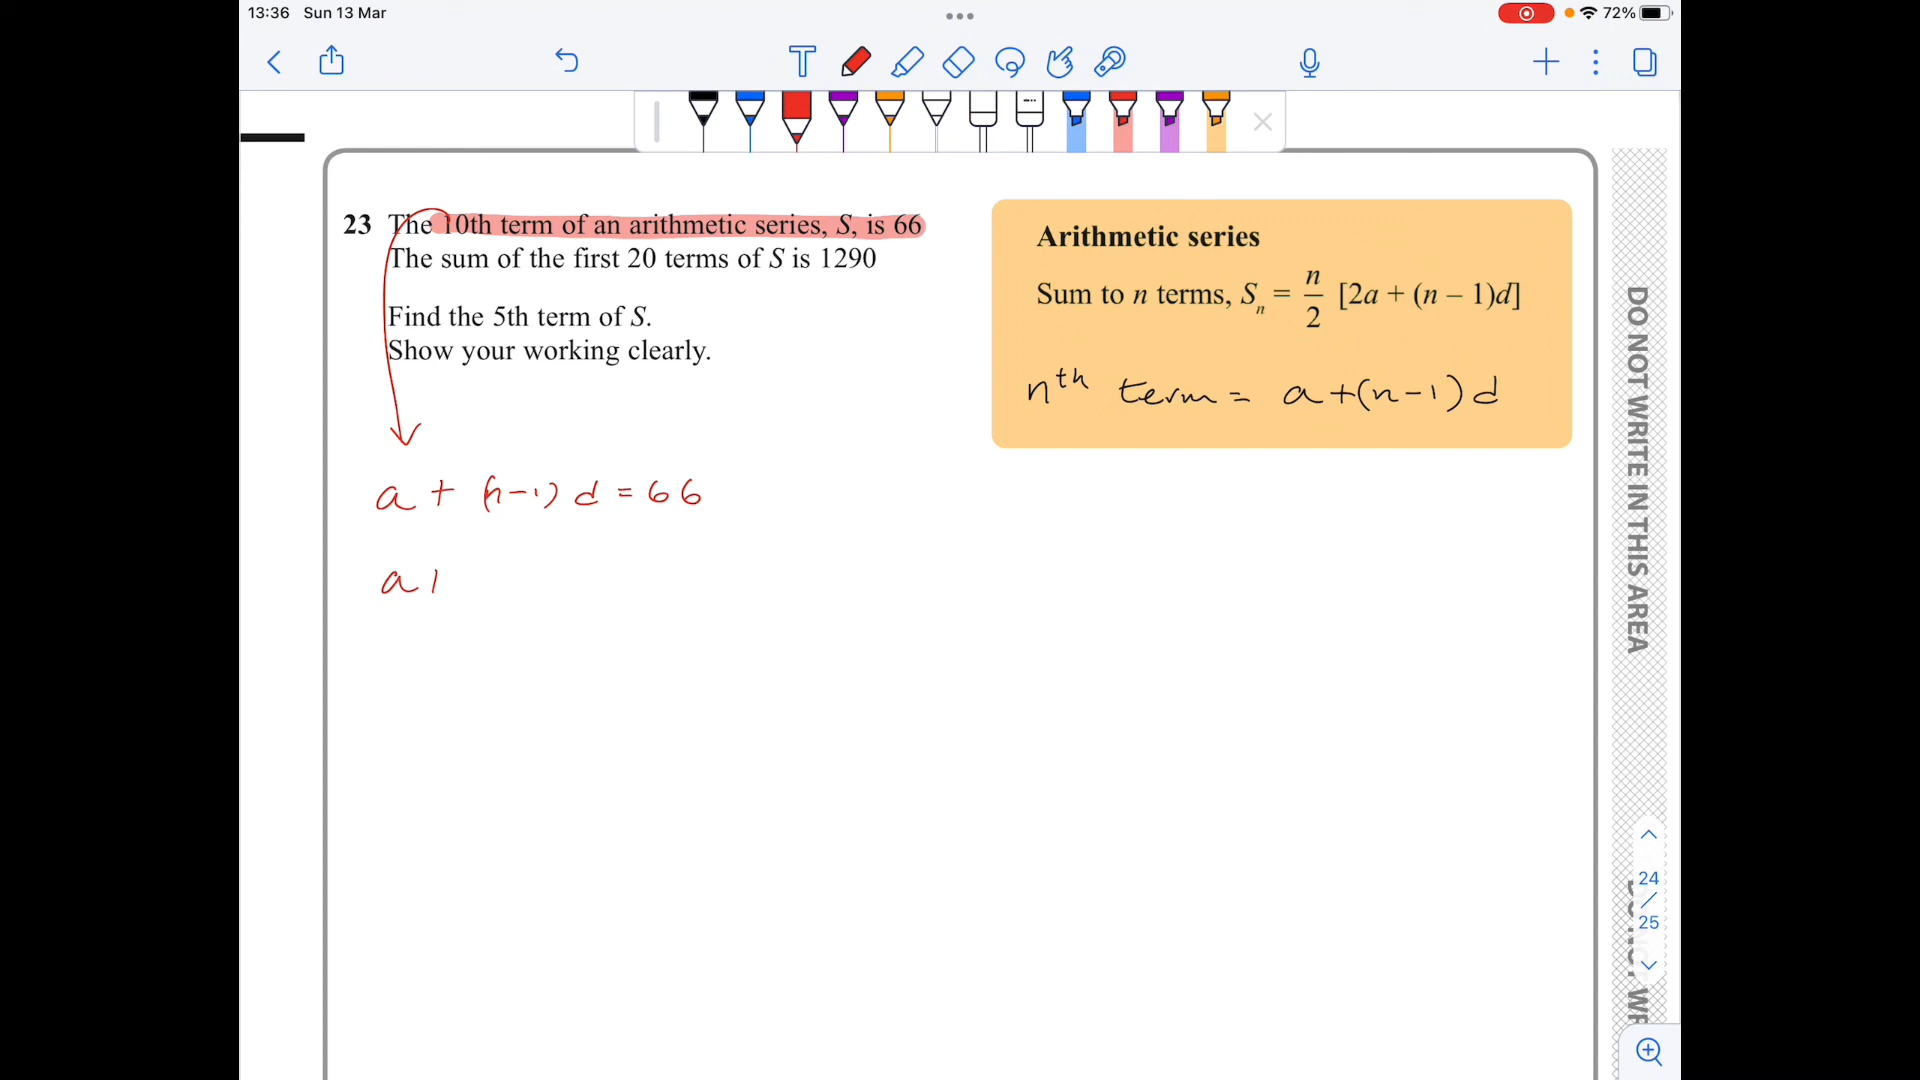 13:36 Sun 13 Mar
72%
23 The 10th term of an arithmetic series, S, is 66
The sum of the first 20 terms of S is 1290
Find the 5th term of S.
Show your working clearly.
Arithmetic series
Sum to n terms, Sₙ = n/2 [2a + (n – 1)d]
nᵗʰ term = a+(n-1)d
a + (n-1)d = 66
a
DO NOT WRITE IN THIS AREA
24
25